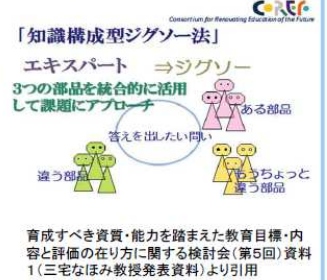 CoREF
Consortium for Renovating Education of the Future
「知識構成型ジグソー法」
エキスパート ⇒ジグソー
3つの部品を統合的に活用
して課題にアプローチ
ある部品
答えを出したい問い
違う部品
もうちょっと
違う部品
育成すべき資質・能力を踏まえた教育目標・内
容と評価の在り方に関する検討会(第5回)資料
1(三宅なほみ教授発表資料)より引用